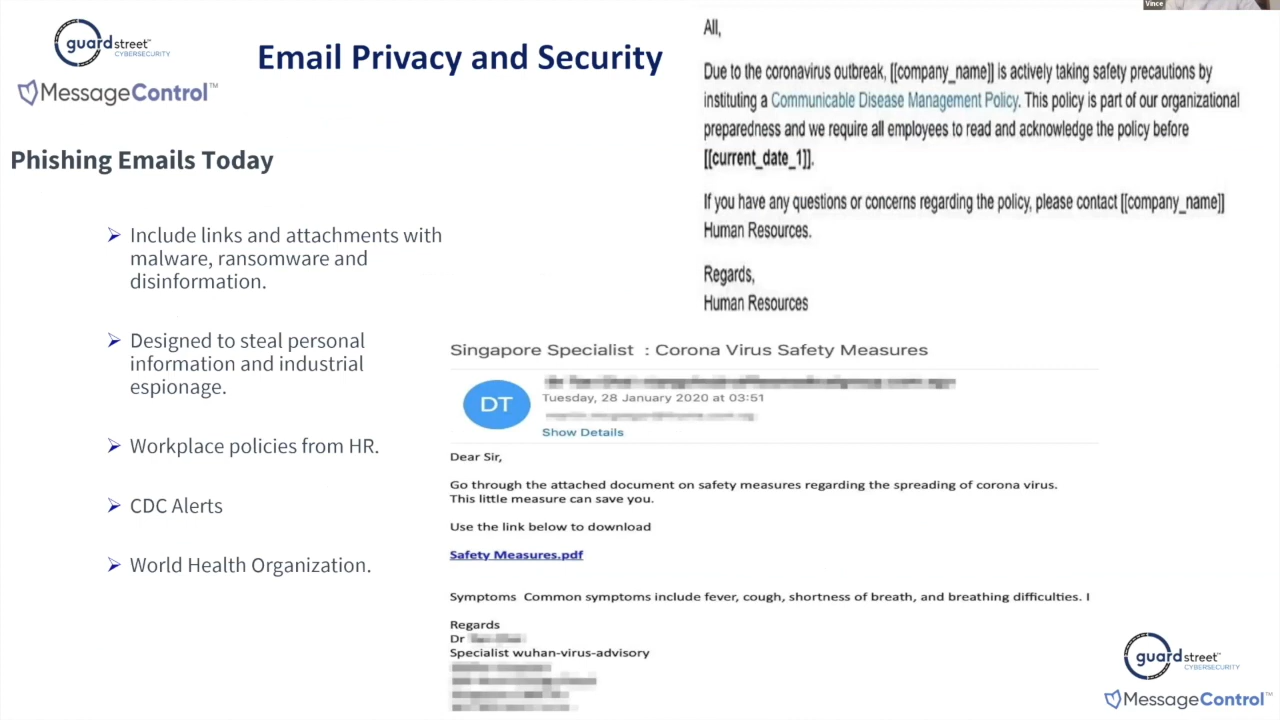 Vince
guardstreet™
CYBERSECURITY
MessageControl™
Email Privacy and Security
Phishing Emails Today
Include links and attachments with
malware, ransomware and
disinformation.
Designed to steal personal
information and industrial
espionage.
Workplace policies from HR.
CDC Alerts
World Health Organization.
All,
Due to the coronavirus outbreak, [[company_name]] is actively taking safety precautions by
instituting a Communicable Disease Management Policy. This policy is part of our organizational
preparedness and we require all employees to read and acknowledge the policy before
[[current_date_1]].
If you have any questions or concerns regarding the policy, please contact [[company_name]]
Human Resources.
Regards,
Human Resources
Singapore Specialist : Corona Virus Safety Measures
DT
Tuesday, 28 January 2020 at 03:51
Show Details
Dear Sir,
Go through the attached document on safety measures regarding the spreading of corona virus.
This little measure can save you.
Use the link below to download
Safety Measures.pdf
Symptoms Common symptoms include fever, cough, shortness of breath, and breathing difficulties. I
Regards
Dr
Specialist wuhan-virus-advisory
guardstreet™
CYBERSECURITY
MessageControl™